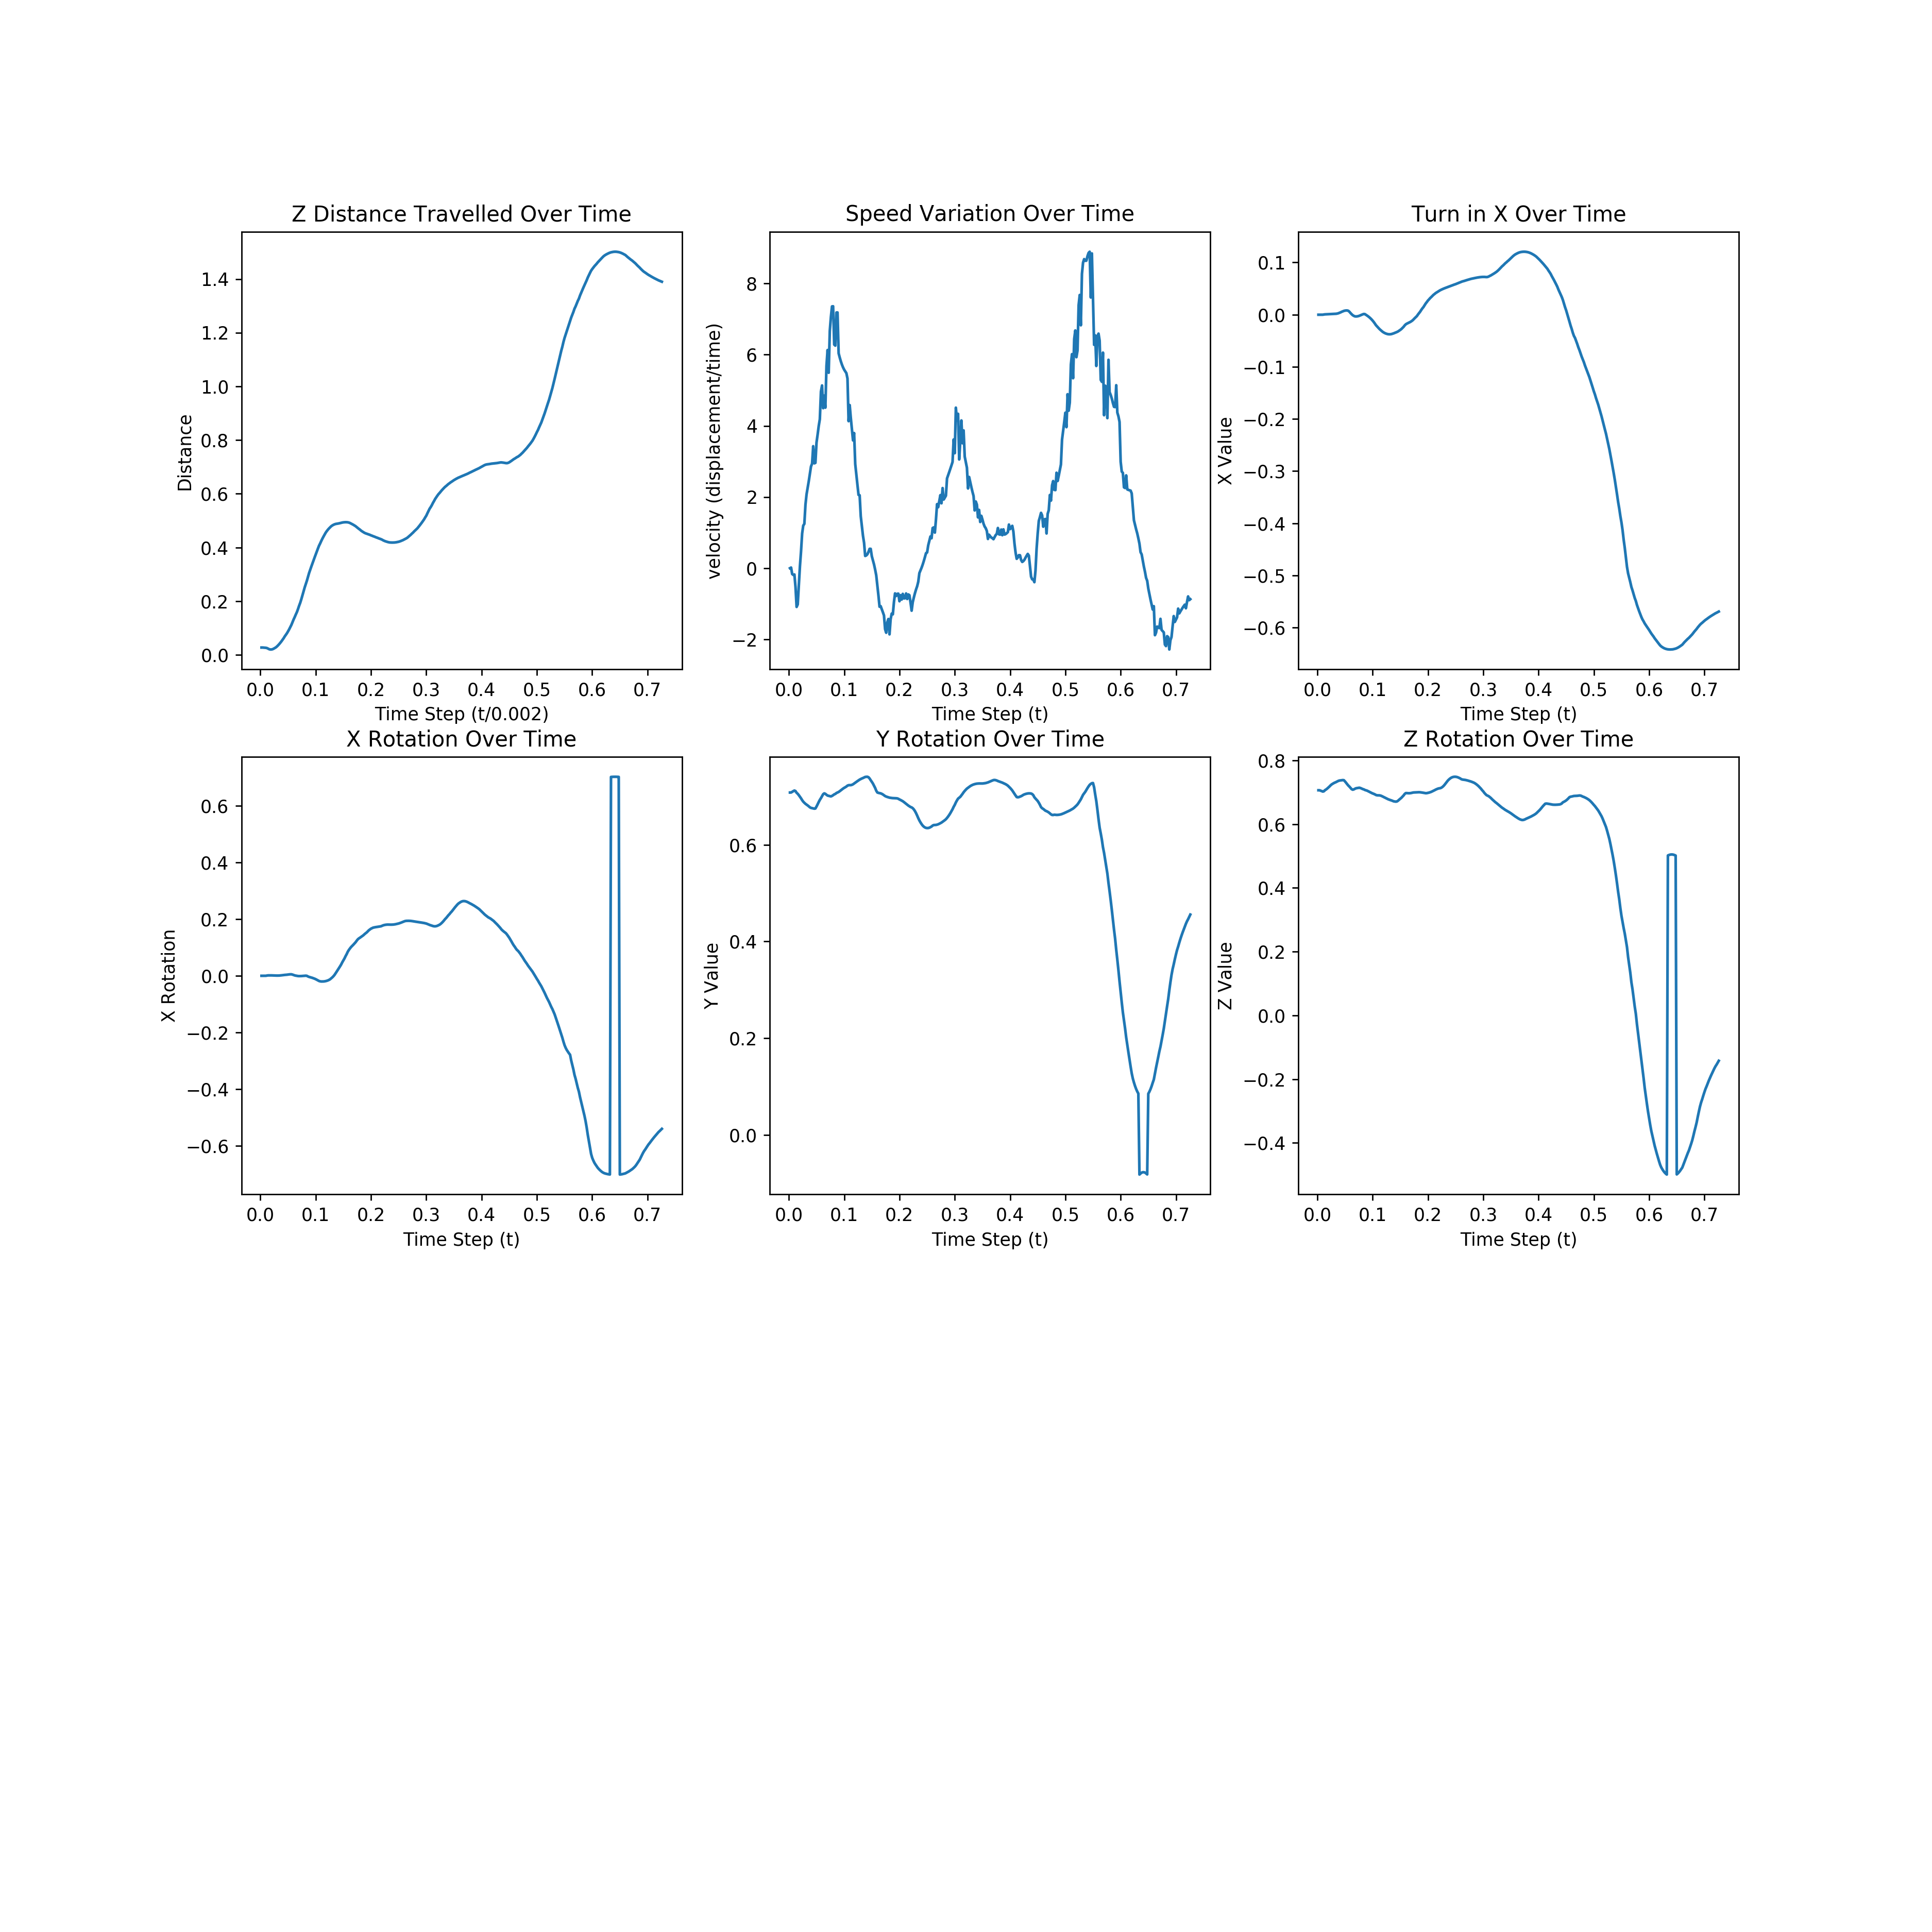 Z Distance Travelled Over Time
Distance
1.4
1.2
1.0
0.8
0.6
0.4
0.2
0.0
0.0 0.1 0.2 0.3 0.4 0.5 0.6 0.7
Time Step (t/0.002)
Speed Variation Over Time
velocity (displacement/time)
8
6
4
2
0
−2
0.0 0.1 0.2 0.3 0.4 0.5 0.6 0.7
Time Step (t)
Turn in X Over Time
X Value
0.1
0.0
−0.1
−0.2
−0.3
−0.4
−0.5
−0.6
0.0 0.1 0.2 0.3 0.4 0.5 0.6 0.7
Time Step (t)
X Rotation Over Time
X Rotation
0.6
0.4
0.2
0.0
−0.2
−0.4
−0.6
0.0 0.1 0.2 0.3 0.4 0.5 0.6 0.7
Time Step (t)
Y Rotation Over Time
Y Value
0.6
0.4
0.2
0.0
0.0 0.1 0.2 0.3 0.4 0.5 0.6 0.7
Time Step (t)
Z Rotation Over Time
Z Value
0.8
0.6
0.4
0.2
0.0
−0.2
−0.4
0.0 0.1 0.2 0.3 0.4 0.5 0.6 0.7
Time Step (t)